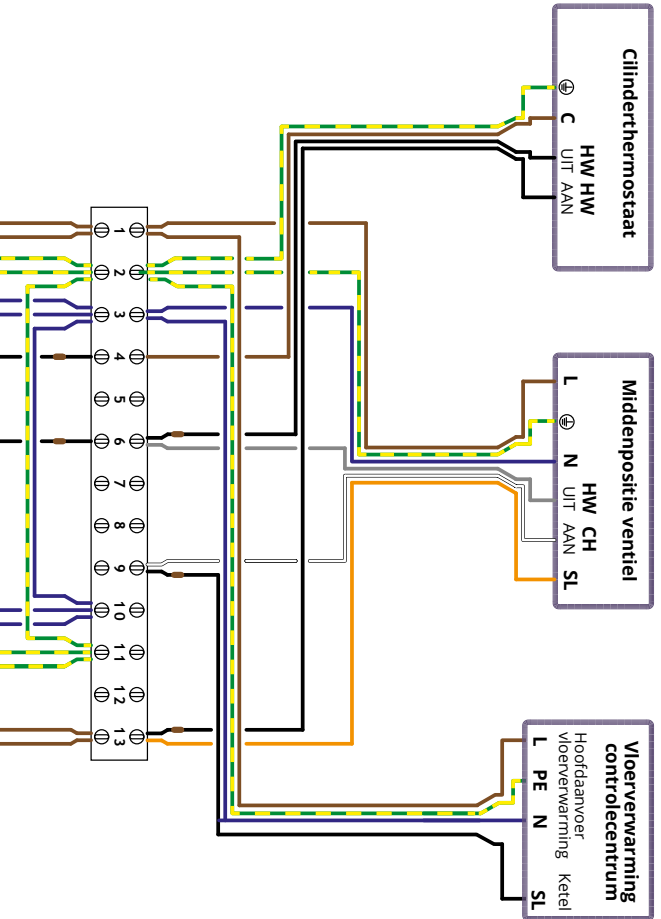 Cilinderthermostaat
C
HW HW
UIT AAN
Middenpositie ventiel
L
N
HW CH
UIT AAN
SL
Vloerverwarming
controlecentrum
Hoofdaanvoer
vloerverwarming
Ketel
L PE N
SL
1
2
3
4
5
6
7
8
9
10
11
12
13